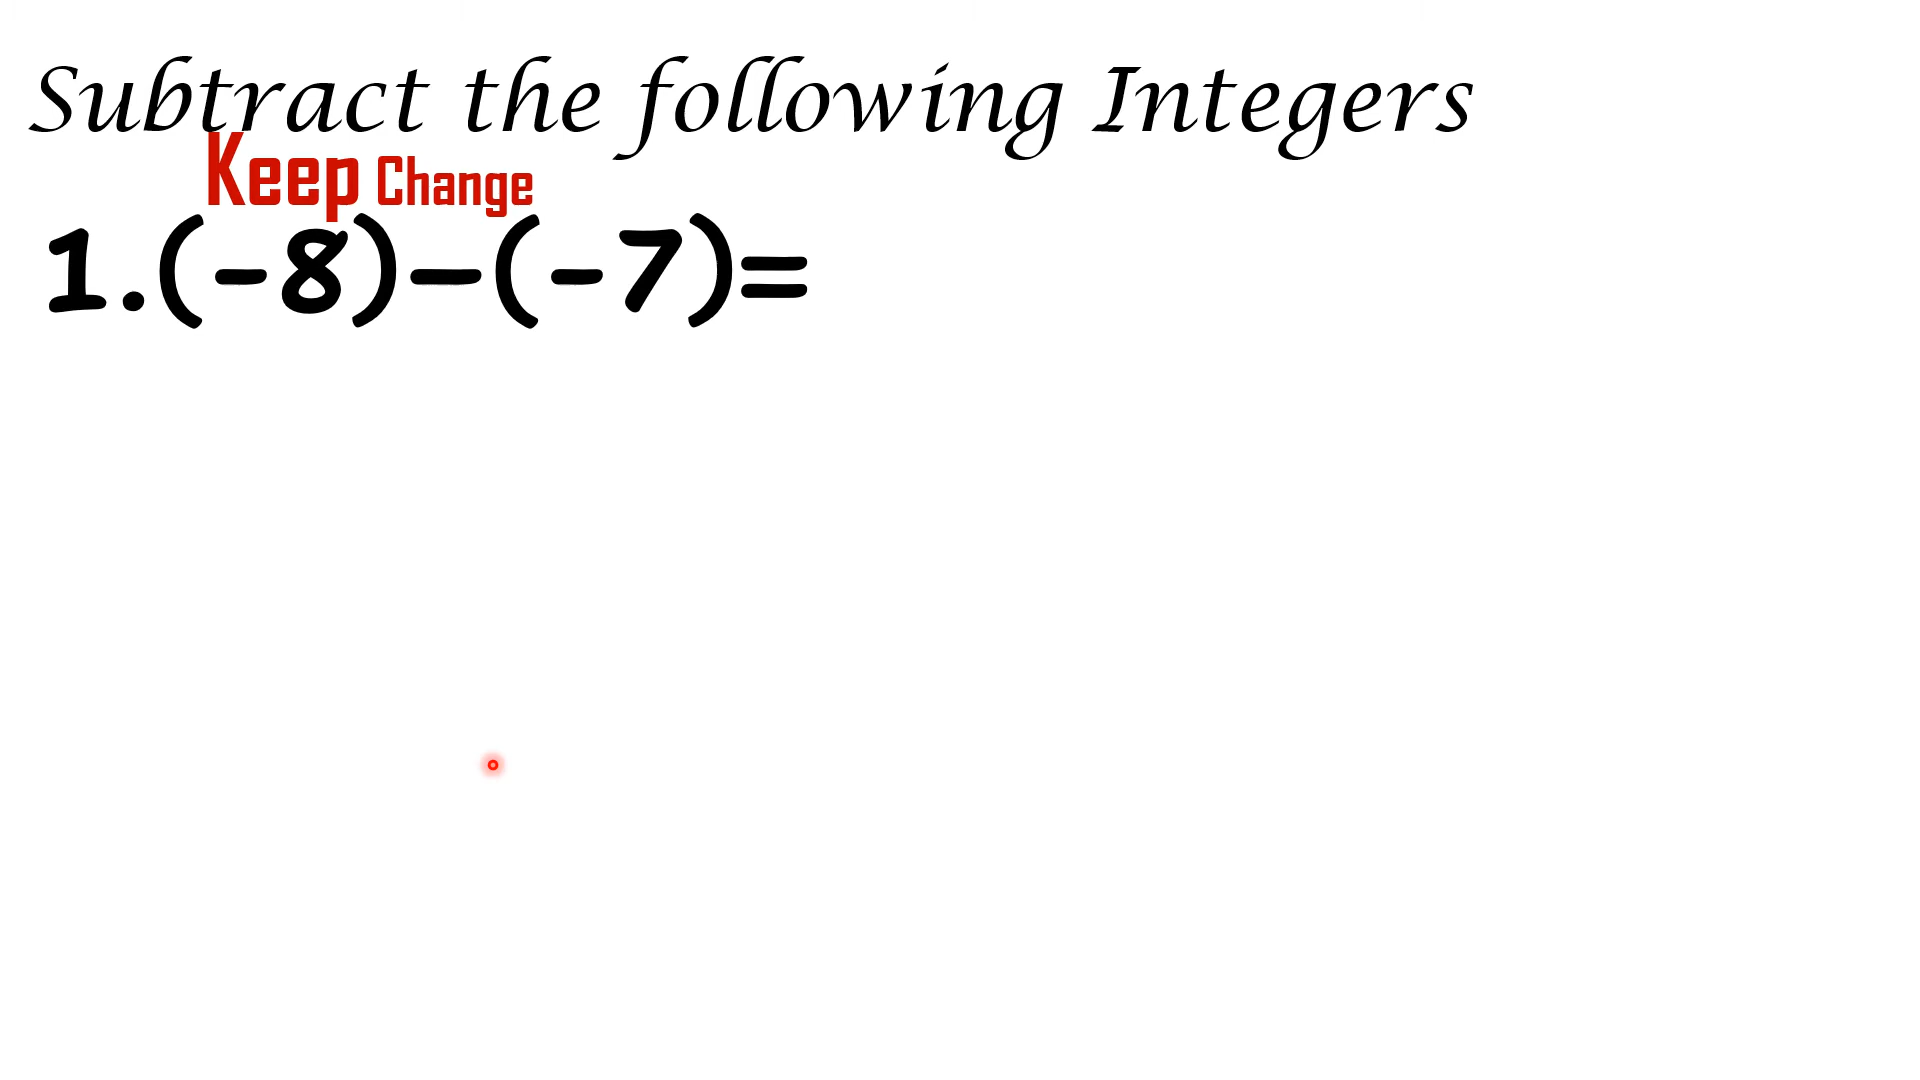 Subtract the following Integers
Keep Change
1.(-8)–(-7)=